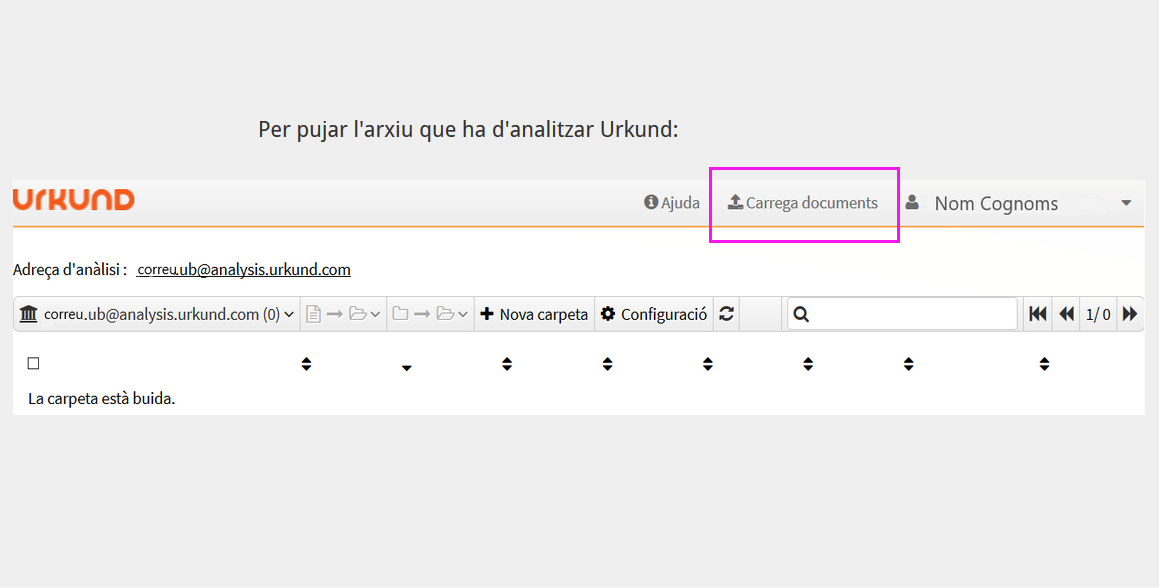 Per pujar l'arxiu que ha d'analitzar Urkund:
URKUND Ajuda Carrega documents Nom Cognoms
Adreça d'anàlisi : correu.ub@analysis.urkund.com
correu.ub@analysis.urkund.com (0) Nova carpeta Configuració 1/ 0
La carpeta està buida.